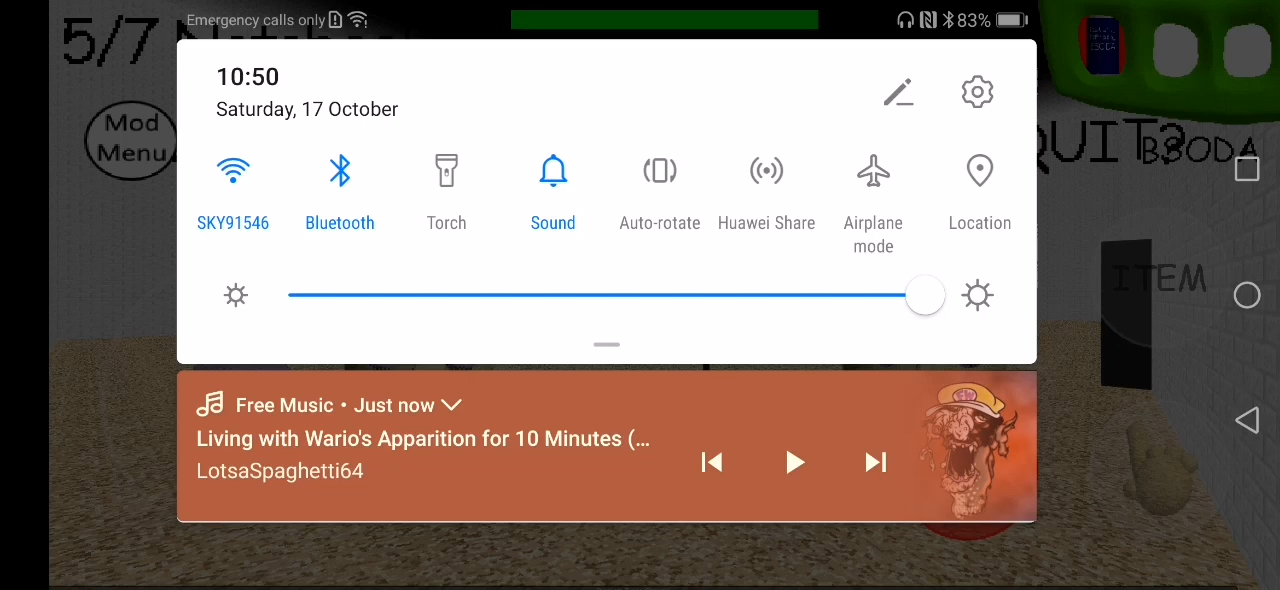 Emergency calls only
83%
5/7 Notebooks
10:50
Saturday, 17 October
Mod
Menu
QUIT?
BSODA
SKY91546
Bluetooth
Torch
Sound
Auto-rotate
Huawei Share
Airplane
mode
Location
ITEM
Free Music • Just now
Living with Wario's Apparition for 10 Minutes (…
LotsaSpaghetti64